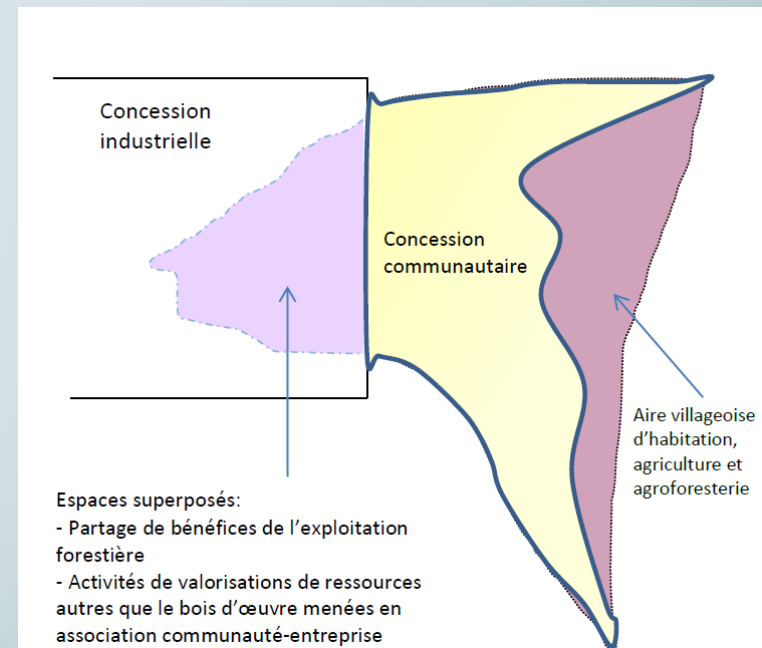 Concession
industrielle
Concession
communautaire
Aire villageoise
d'habitation,
agriculture et
agroforesterie
Espaces superposés:
- Partage de bénéfices de l'exploitation
forestière
- Activités de valorisations de ressources
autres que le bois d'œuvre menées en
association communauté-entreprise